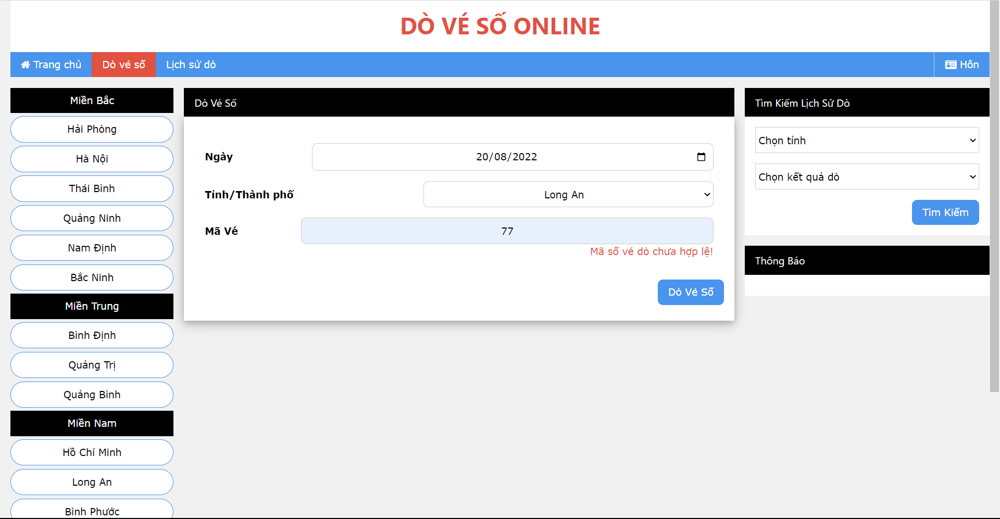 DÒ VÉ SỐ ONLINE
Trang chủ
Dò vé số
Lịch sử dò
Hôn
Miền Bắc
Hải Phòng
Hà Nội
Thái Bình
Quảng Ninh
Nam Định
Bắc Ninh
Miền Trung
Bình Định
Quảng Trị
Quảng Bình
Miền Nam
Hồ Chí Minh
Long An
Bình Phước
Dò Vé Số
Ngày
20/08/2022
Tỉnh/Thành phố
Long An
Mã Vé
77
Mã số vé dò chưa hợp lệ!
Dò Vé Số
Tìm Kiếm Lịch Sử Dò
Chọn tỉnh
Chọn kết quả dò
Tìm Kiếm
Thông Báo